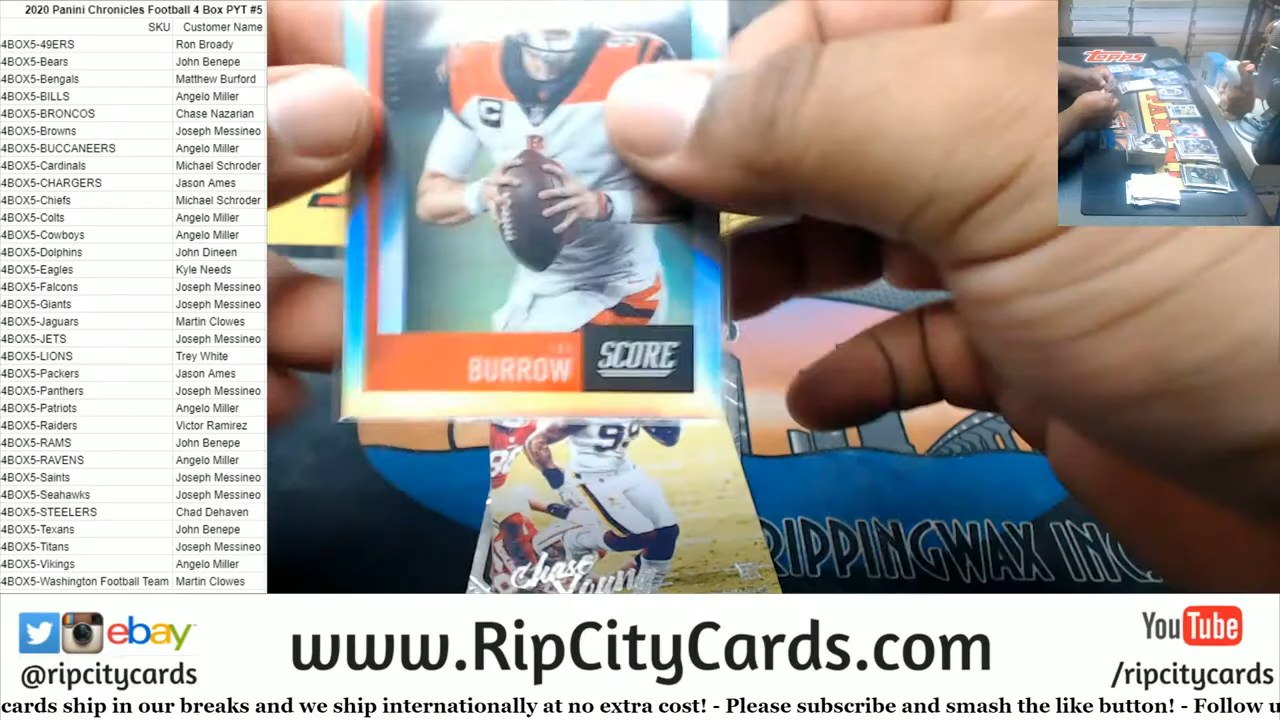 2020 Panini Chronicles Football 4 Box PYT #5
SKU Customer Name
4BOX5-49ERS Ron Broady
4BOX5-Bears John Benepe
4BOX5-Bengals Matthew Burford
4BOX5-BILLS Angelo Miller
4BOX5-BRONCOS Chase Nazarian
4BOX5-Browns Joseph Messineo
4BOX5-BUCCANEERS Angelo Miller
4BOX5-Cardinals Michael Schroder
4BOX5-CHARGERS Jason Ames
4BOX5-Chiefs Michael Schroder
4BOX5-Colts Angelo Miller
4BOX5-Cowboys Angelo Miller
4BOX5-Dolphins John Dineen
4BOX5-Eagles Kyle Needs
4BOX5-Falcons Joseph Messineo
4BOX5-Giants Joseph Messineo
4BOX5-Jaguars Martin Clowes
4BOX5-JETS Joseph Messineo
4BOX5-LIONS Trey White
4BOX5-Packers Jason Ames
4BOX5-Panthers Joseph Messineo
4BOX5-Patriots Angelo Miller
4BOX5-Raiders Victor Ramirez
4BOX5-RAMS John Benepe
4BOX5-RAVENS Angelo Miller
4BOX5-Saints Joseph Messineo
4BOX5-Seahawks Joseph Messineo
4BOX5-STEELERS Chad Dehaven
4BOX5-Texans John Benepe
4BOX5-Titans Joseph Messineo
4BOX5-Vikings Angelo Miller
4BOX5-Washington Football Team Martin Clowes
TOPPS
PANINI
C
BURROW
SCORE
99
Chase Young
RIPPINGWAX INC
ebay
@ripcitycards
www.RipCityCards.com
YouTube
/ripcitycards
cards ship in our breaks and we ship internationally at no extra cost! - Please subscribe and smash the like button! - Follow u